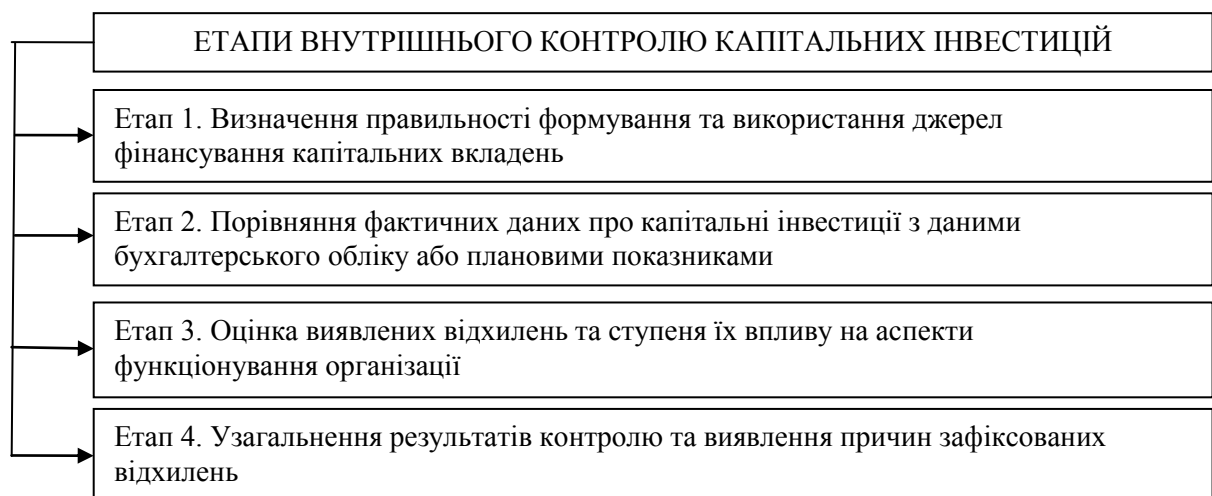 ЕТАПИ ВНУТРІШНЬОГО КОНТРОЛЮ КАПІТАЛЬНИХ ІНВЕСТИЦІЙ
Етап 1. Визначення правильності формування та використання джерел
фінансування капітальних вкладень
Етап 2. Порівняння фактичних даних про капітальні інвестиції з даними
бухгалтерського обліку або плановими показниками
Етап 3. Оцінка виявлених відхилень та ступеня їх впливу на аспекти
функціонування організації
Етап 4. Узагальнення результатів контролю та виявлення причин зафіксованих
відхилень